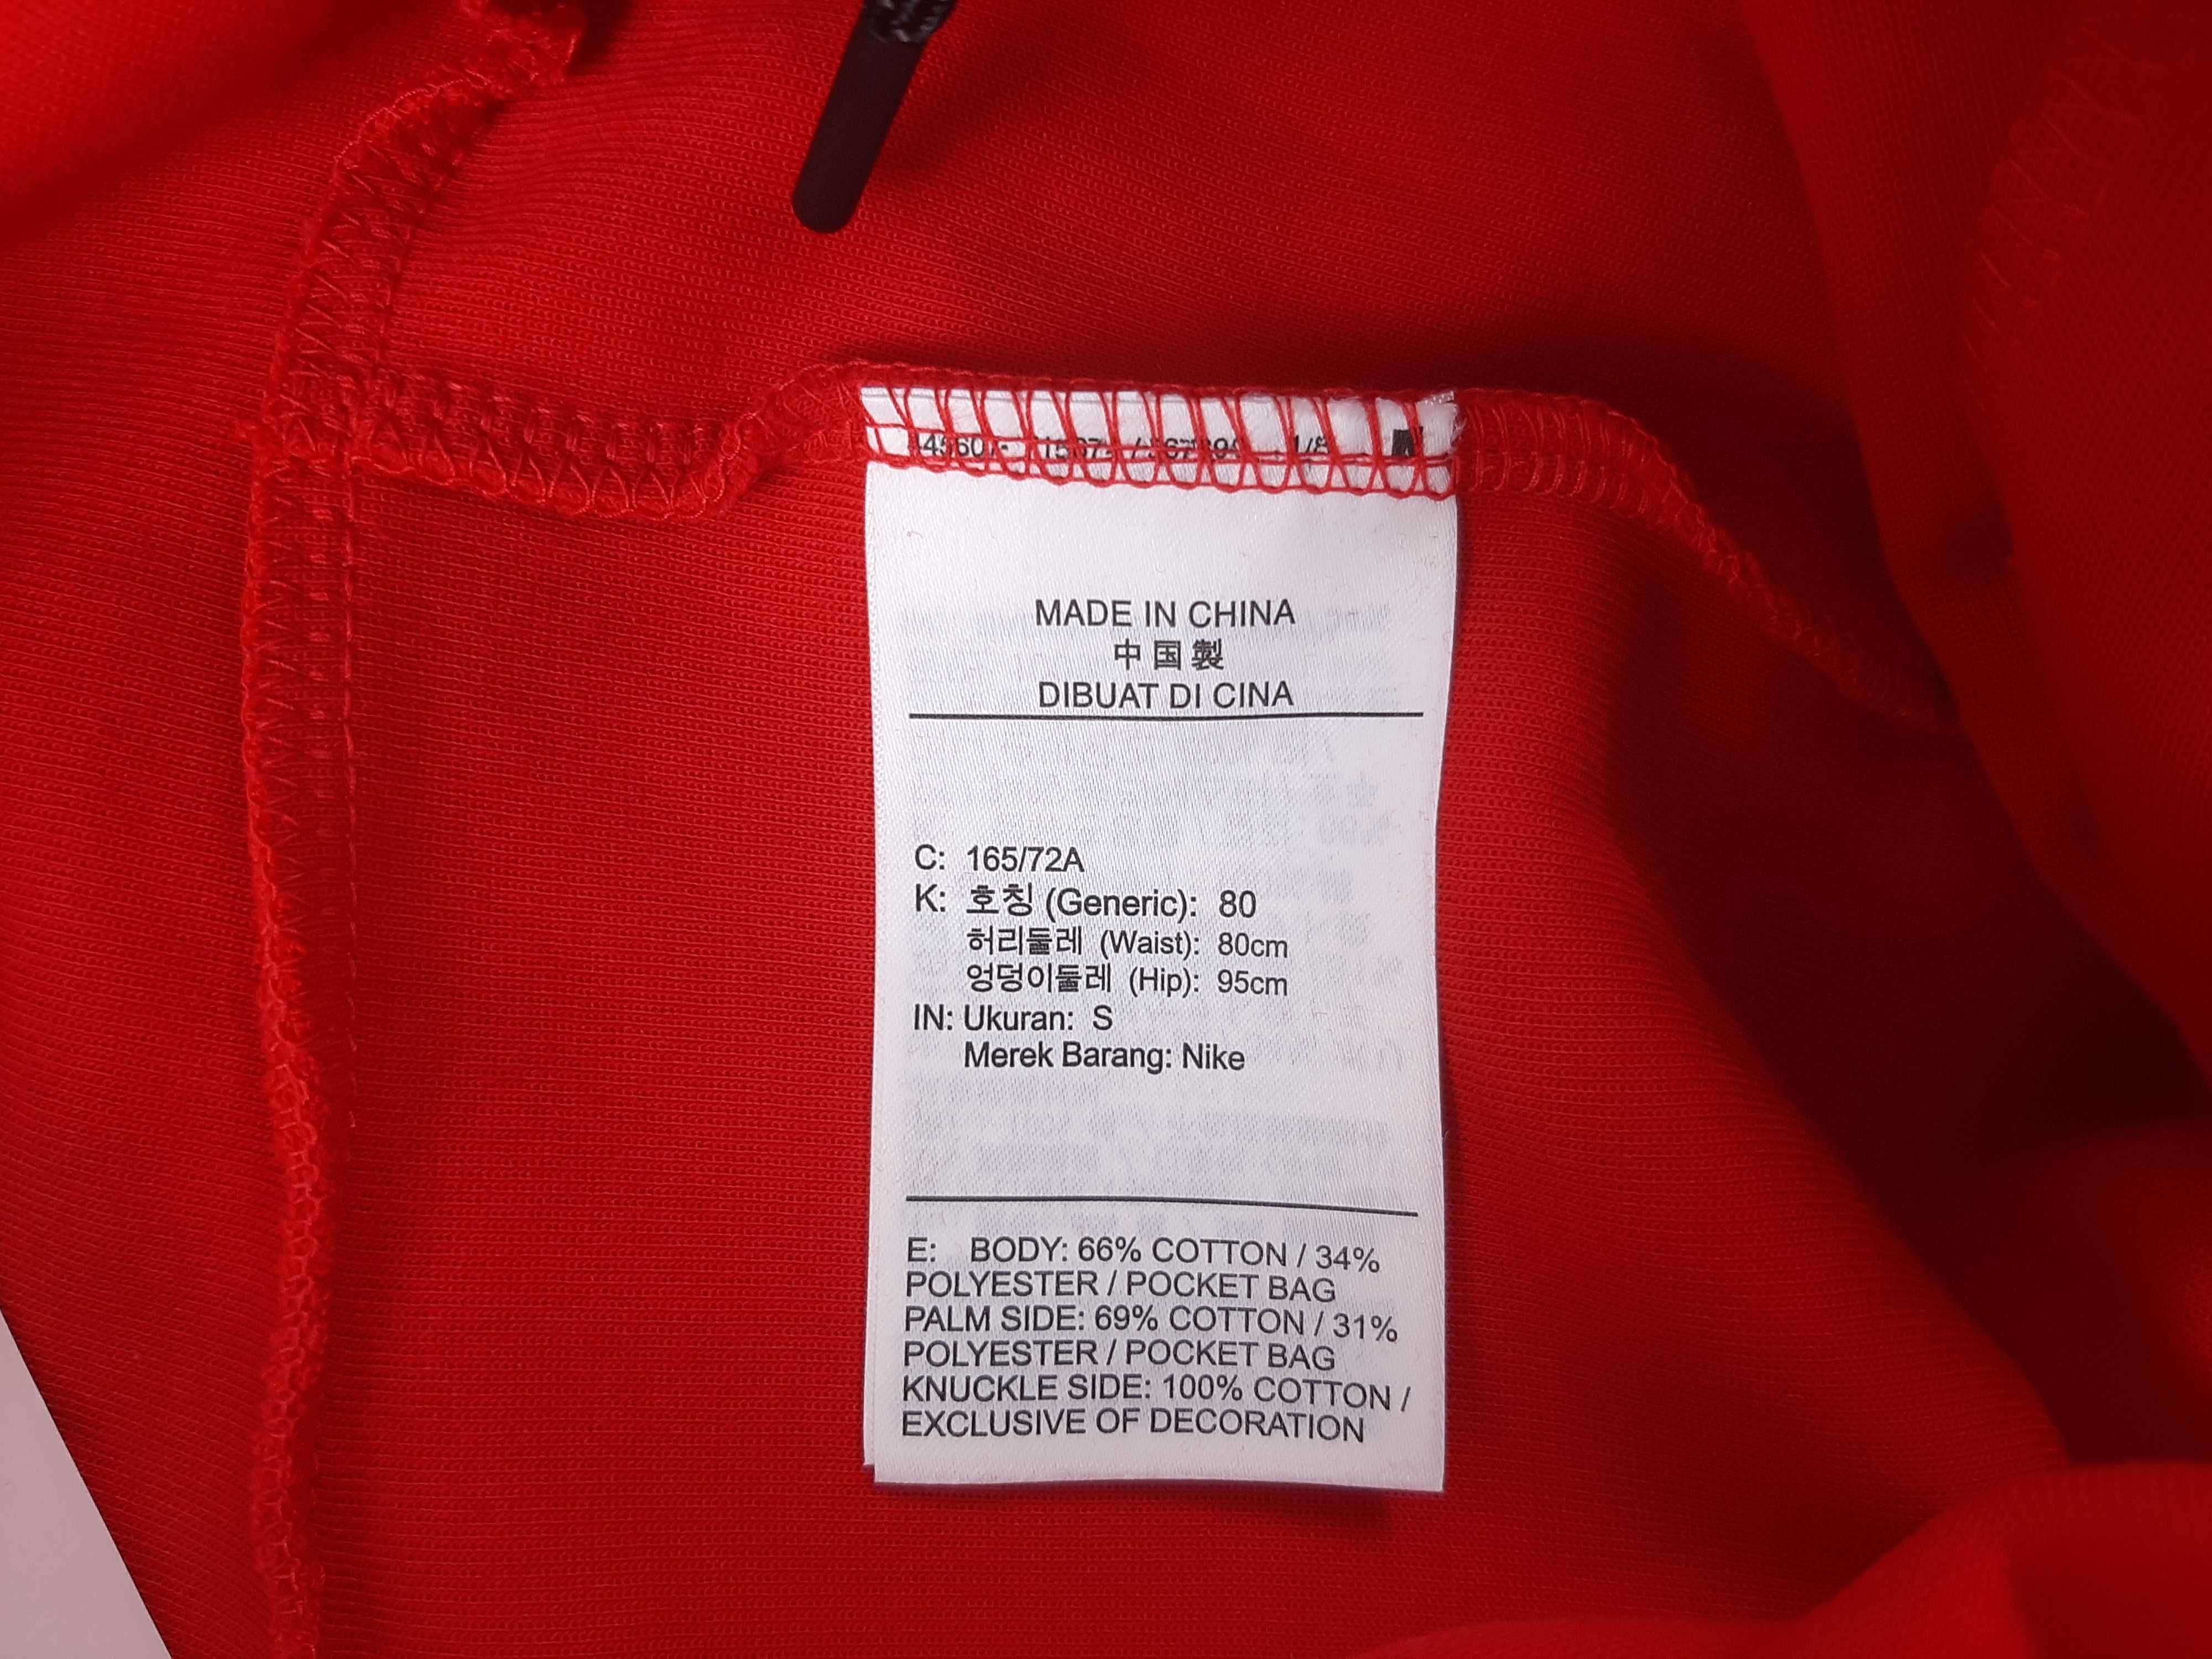 MADE IN CHINA
中国製
DIBUAT DI CINA
C: 165/72A
K: 호칭 (Generic): 80
허리둘레 (Waist): 80cm
엉덩이둘레 (Hip): 95cm
IN: Ukuran: S
Merek Barang: Nike
E: BODY: 66% COTTON / 34%
POLYESTER / POCKET BAG
PALM SIDE: 69% COTTON / 31%
POLYESTER / POCKET BAG
KNUCKLE SIDE: 100% COTTON /
EXCLUSIVE OF DECORATION